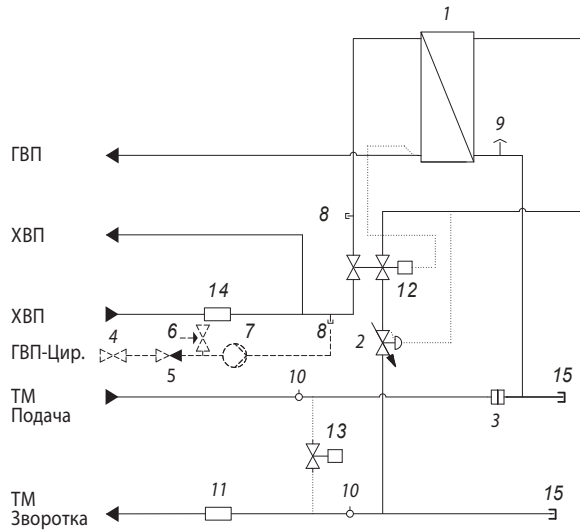 1
9
ГВП
8
ХВП
12
ХВП
14
6
7
8
2
ГВП-Цир.
4
5
10
15
ТМ
Подача
3
13
ТМ
Зворотка
11
10
15